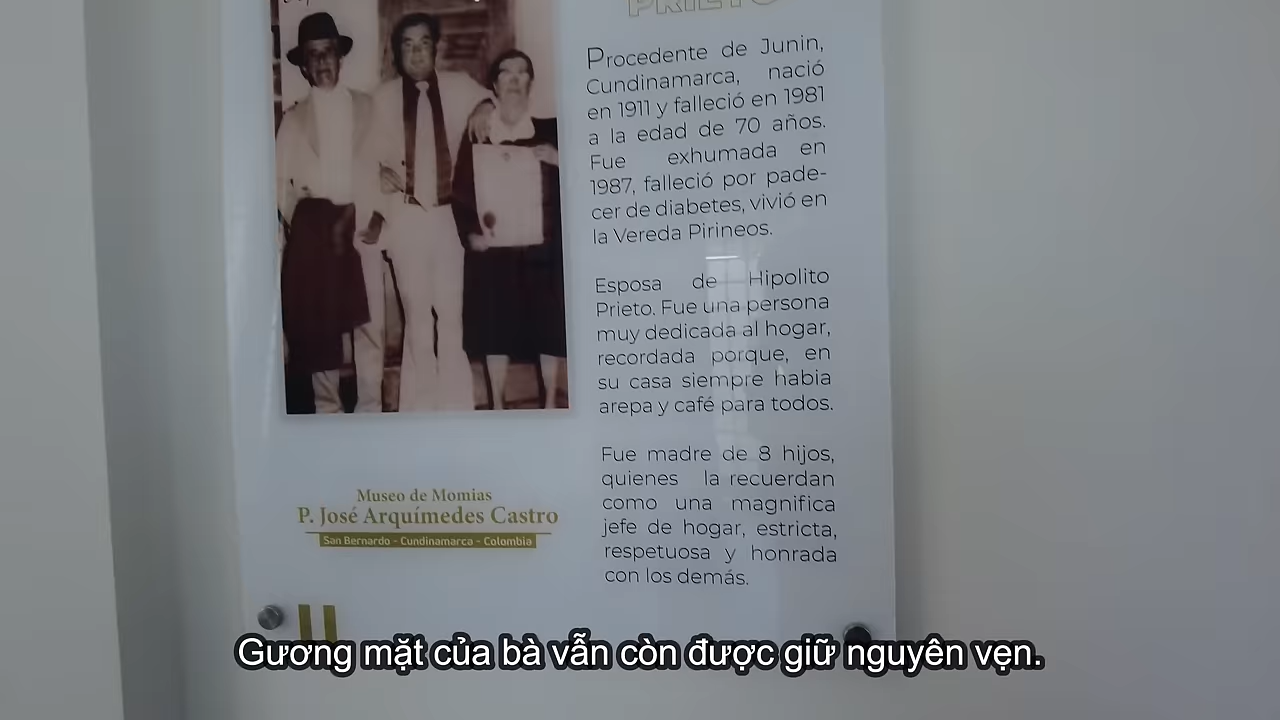 PRIETO
Procedente de Junin,
Cundinamarca, nació
en 1911 y falleció en 1981
a la edad de 70 años.
Fue exhumada en
1987, falleció por pade-
cer de diabetes, vivió en
la Vereda Pirineos.
Esposa de Hipolito
Prieto. Fue una persona
muy dedicada al hogar,
recordada porque, en
su casa siempre habia
arepa y café para todos.
Fue madre de 8 hijos,
quienes la recuerdan
como una magnifica
jefe de hogar, estricta,
respetuosa y honrada
con los demás.
Museo de Momias
P. José Arquímedes Castro
San Bernardo - Cundinamarca - Colombia
Gương mặt của bà vẫn còn được giữ nguyên vẹn.